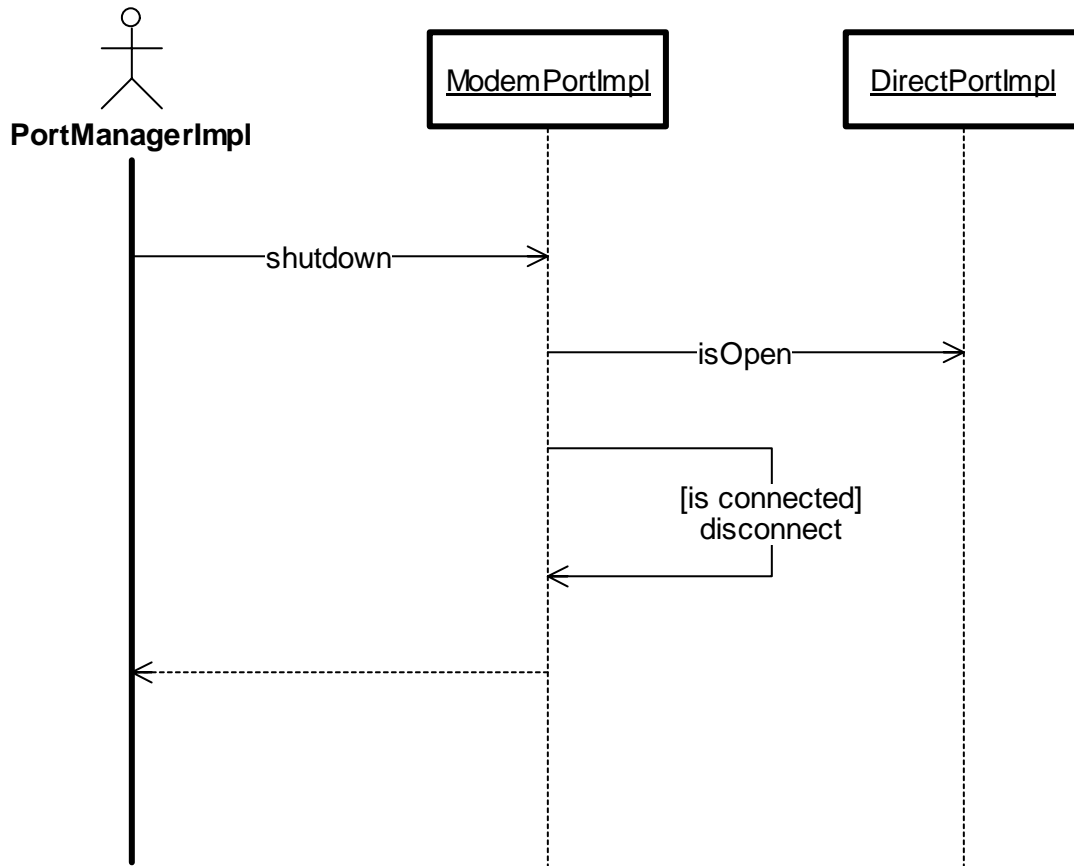 PortManagerImpl
ModemPortImpl
DirectPortImpl
shutdown
isOpen
[is connected]
disconnect